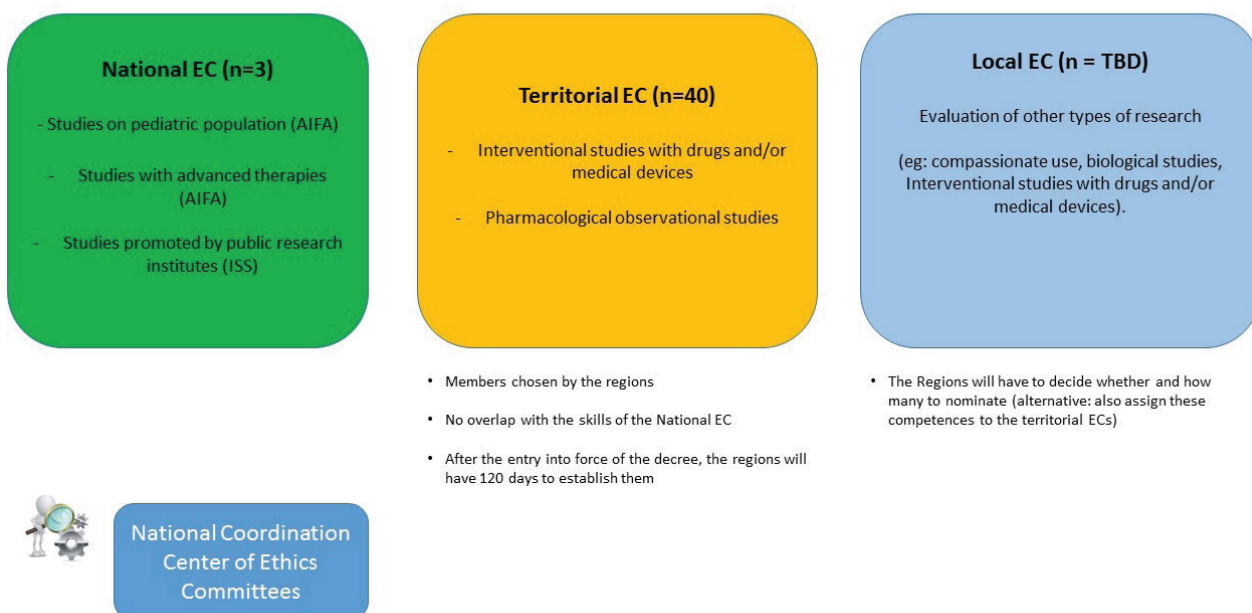 National EC (n=3)
- Studies on pediatric population (AIFA)
- Studies with advanced therapies
(AIFA)
- Studies promoted by public research
institutes (ISS)
Territorial EC (n=40)
- Interventional studies with drugs and/or
medical devices
- Pharmacological observational studies
• Members chosen by the regions
• No overlap with the skills of the National EC
• After the entry into force of the decree, the regions will
have 120 days to establish them
Local EC (n = TBD)
Evaluation of other types of research
(eg: compassionate use, biological studies,
Interventional studies with drugs and/or
medical devices).
• The Regions will have to decide whether and how
many to nominate (alternative: also assign these
competences to the territorial ECs)
National Coordination
Center of Ethics
Committees